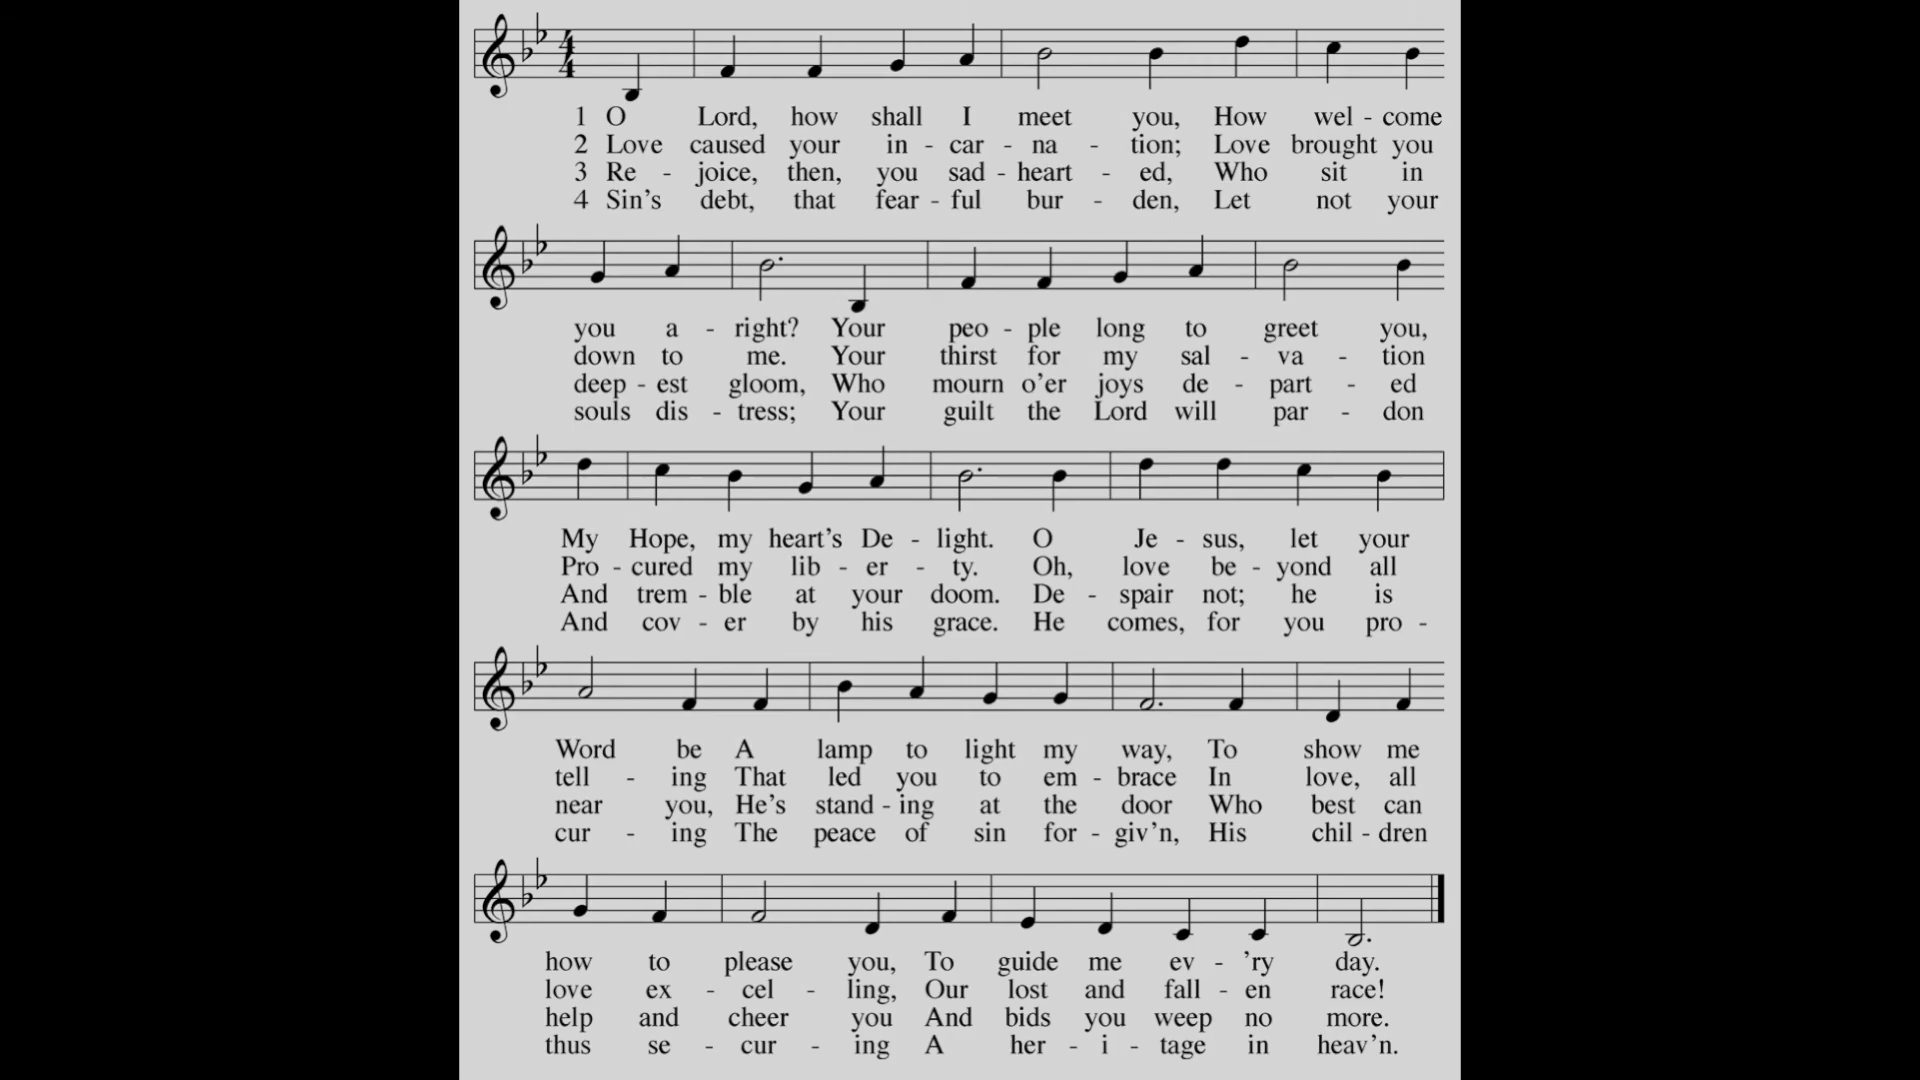 4
4
1 O Lord, how shall I meet you, How wel - come
2 Love caused your in - car - na - tion; Love brought you
3 Re - joice, then, you sad - heart - ed, Who sit in
4 Sin's debt, that fear - ful bur - den, Let not your
you a - right? Your peo - ple long to greet you,
down to me. Your thirst for my sal - va - tion
deep - est gloom, Who mourn o'er joys de - part - ed
souls dis - tress; Your guilt the Lord will par - don
My Hope, my heart's De - light. O Je - sus, let your
Pro - cured my lib - er - ty. Oh, love be - yond all
And trem - ble at your doom. De - spair not; he is
And cov - er by his grace. He comes, for you pro -
Word be A lamp to light my way, To show me
tell - ing That led you to em - brace In love, all
near you, He's stand - ing at the door Who best can
cur - ing The peace of sin for - giv'n, His chil - dren
how to please you, To guide me ev - 'ry day.
love ex - cel - ling, Our lost and fall - en race!
help and cheer you And bids you weep no more.
thus se - cur - ing A her - i - tage in heav'n.